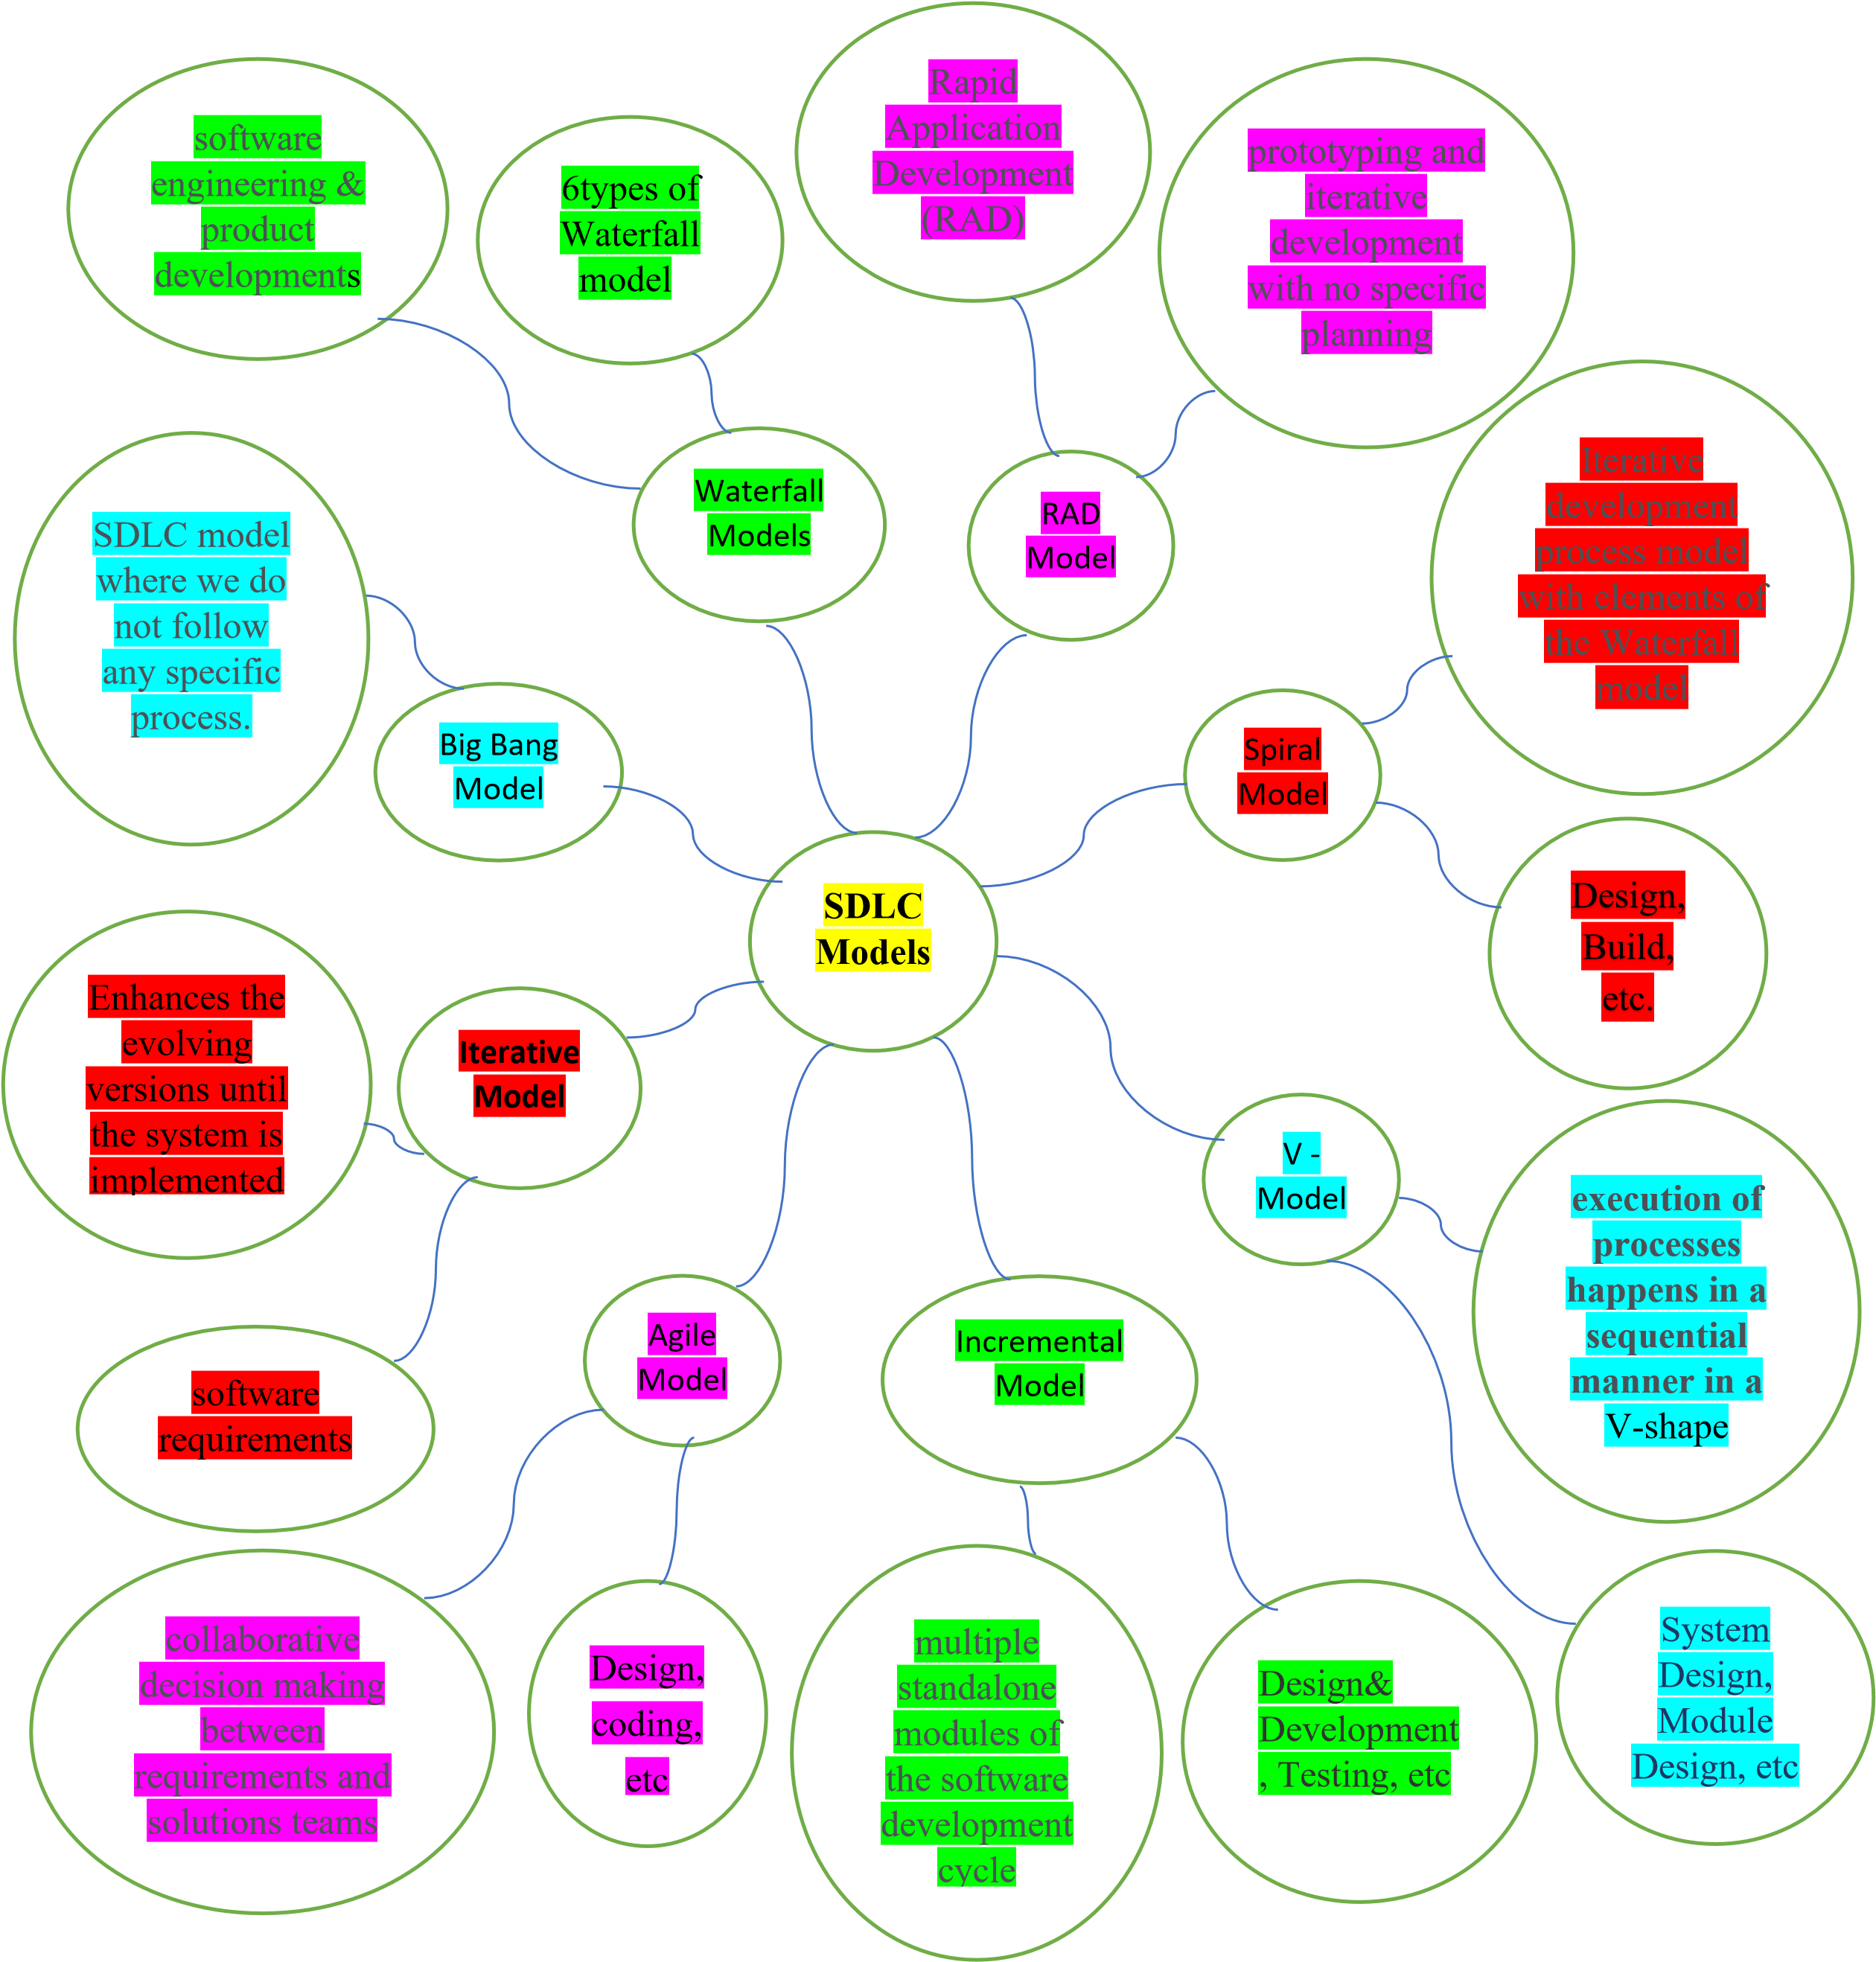 Rapid
Application
Development
(RAD)
software
engineering &
product
developments
6types of
Waterfall
model
prototyping and
iterative
development
with no specific
planning
Waterfall
Models
RAD
Model
Iterative
development
process model
with elements of
the Waterfall
model
SDLC model
where we do
not follow
any specific
process.
Big Bang
Model
Spiral
Model
SDLC
Models
Design,
Build,
etc.
Enhances the
evolving
versions until
the system is
implemented
Iterative
Model
V -
Model
execution of
processes
happens in a
sequential
manner in a
V-shape
software
requirements
Agile
Model
Incremental
Model
collaborative
decision making
between
requirements and
solutions teams
Design,
coding,
etc
multiple
standalone
modules of
the software
development
cycle
Design&
Development
, Testing, etc
System
Design,
Module
Design, etc